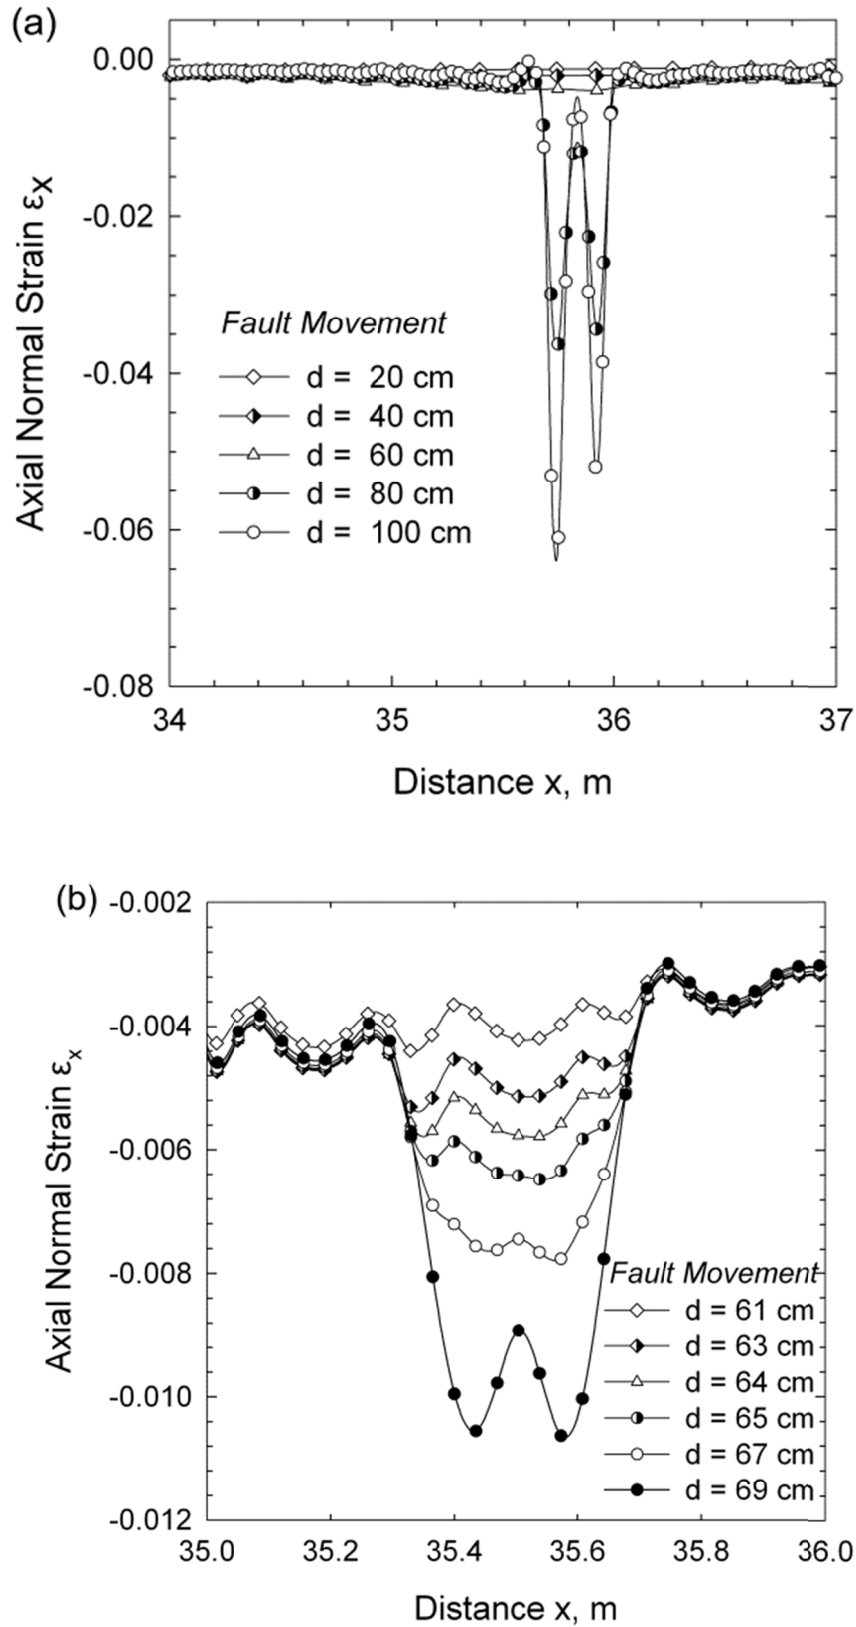 (a)
0.00
-0.02
-0.04
-0.06
-0.08
Axial Normal Strain εx
Fault Movement
d = 20 cm
d = 40 cm
d = 60 cm
d = 80 cm
d = 100 cm
34 35 36 37
Distance x, m
(b)
-0.002
-0.004
-0.006
-0.008
-0.010
-0.012
Axial Normal Strain εx
Fault Movement
d = 61 cm
d = 63 cm
d = 64 cm
d = 65 cm
d = 67 cm
d = 69 cm
35.0 35.2 35.4 35.6 35.8 36.0
Distance x, m